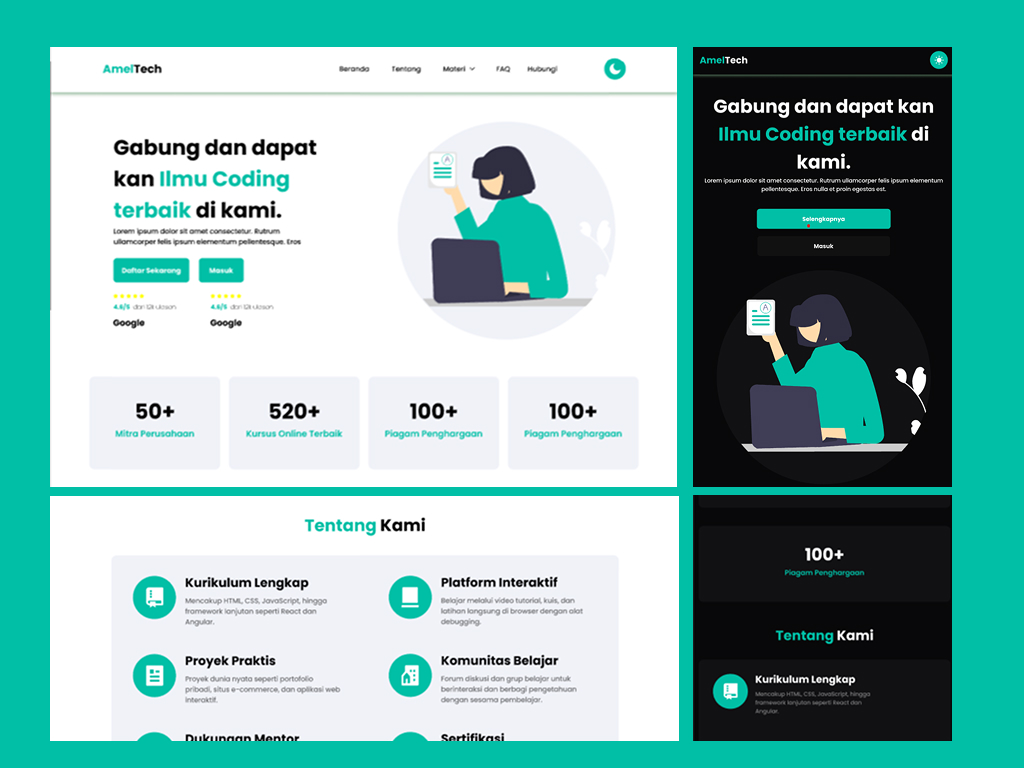 AmelTech
Beranda Tentang Materi FAQ Hubungi
Gabung dan dapat
kan Ilmu Coding
terbaik di kami.
Lorem ipsum dolor sit amet consectetur. Rutrum
ullamcorper felis ipsum elementum pellentesque. Eros
Daftar Sekarang Masuk
4.6/5 dari 12k Ulasan 4.6/5 dari 12k Ulasan
Google Google
A
50+ 520+ 100+ 100+
Mitra Perusahaan Kursus Online Terbaik Piagam Penghargaan Piagam Penghargaan
AmelTech
Gabung dan dapat kan
Ilmu Coding terbaik di
kami.
Lorem ipsum dolor sit amet consectetur. Rutrum ullamcorper felis ipsum elementum
pellentesque. Eros nulla et proin egestas est.
Selengkapnya
Masuk
A
Tentang Kami
Kurikulum Lengkap
Mencakup HTML, CSS, JavaScript, hingga
framework lanjutan seperti React dan
Angular.
Platform Interaktif
Belajar melalui video tutorial, kuis, dan
latihan langsung di browser dengan alat
debugging.
Proyek Praktis
Proyek dunia nyata seperti portofolio
pribadi, situs e-commerce, dan aplikasi web
interaktif.
Komunitas Belajar
Forum diskusi dan grup belajar untuk
berinteraksi dan berbagi pengetahuan
dengan sesama pembelajar.
Dukungan Mentor
Sertifikasi
100+
Piagam Penghargaan
Tentang Kami
Kurikulum Lengkap
Mencakup HTML, CSS, JavaScript, hingga
framework lanjutan seperti React dan
Angular.